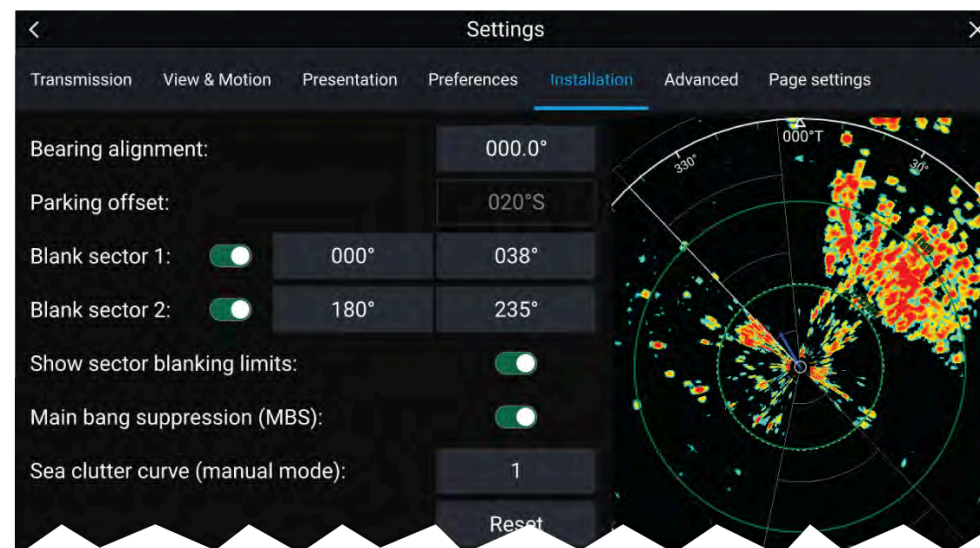 Settings
Transmission View & Motion Presentation Preferences Installation Advanced Page settings
Bearing alignment: 000.0°
Parking offset: 020°S
Blank sector 1: 000° 038°
Blank sector 2: 180° 235°
Show sector blanking limits:
Main bang suppression (MBS):
Sea clutter curve (manual mode): 1
Reset
000°T
330°
30°